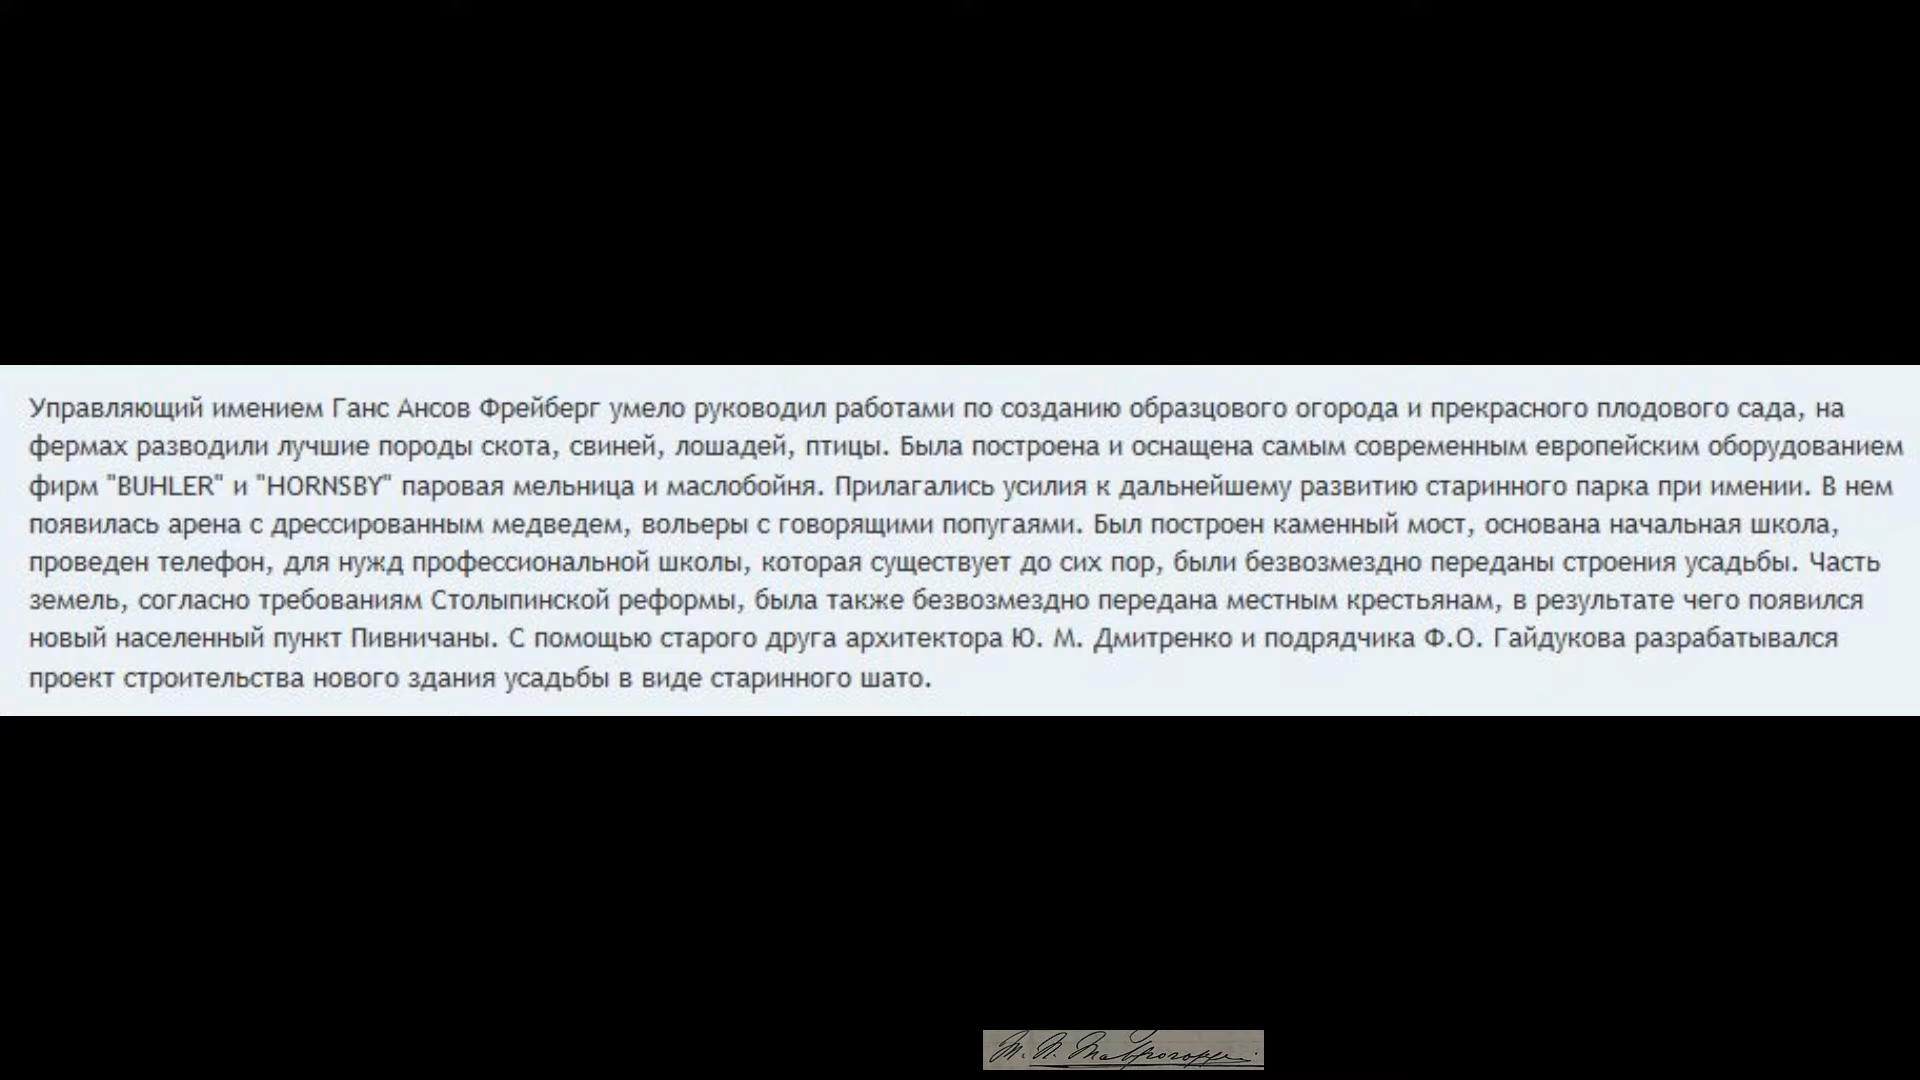 Управляющий имением Ганс Ансов Фрейберг умело руководил работами по созданию образцового огорода и прекрасного плодового сада, на
фермах разводили лучшие породы скота, свиней, лошадей, птицы. Была построена и оснащена самым современным европейским оборудованием
фирм "BUHLER" и "HORNSBY" паровая мельница и маслобойня. Прилагались усилия к дальнейшему развитию старинного парка при имении. В нем
появилась арена с дрессированным медведем, вольеры с говорящими попугаями. Был построен каменный мост, основана начальная школа,
проведен телефон, для нужд профессиональной школы, которая существует до сих пор, были безвозмездно переданы строения усадьбы. Часть
земель, согласно требованиям Столыпинской реформы, была также безвозмездно передана местным крестьянам, в результате чего появился
новый населенный пункт Пивничаны. С помощью старого друга архитектора Ю. М. Дмитренко и подрядчика Ф.О. Гайдукова разрабатывался
проект строительства нового здания усадьбы в виде старинного шато.